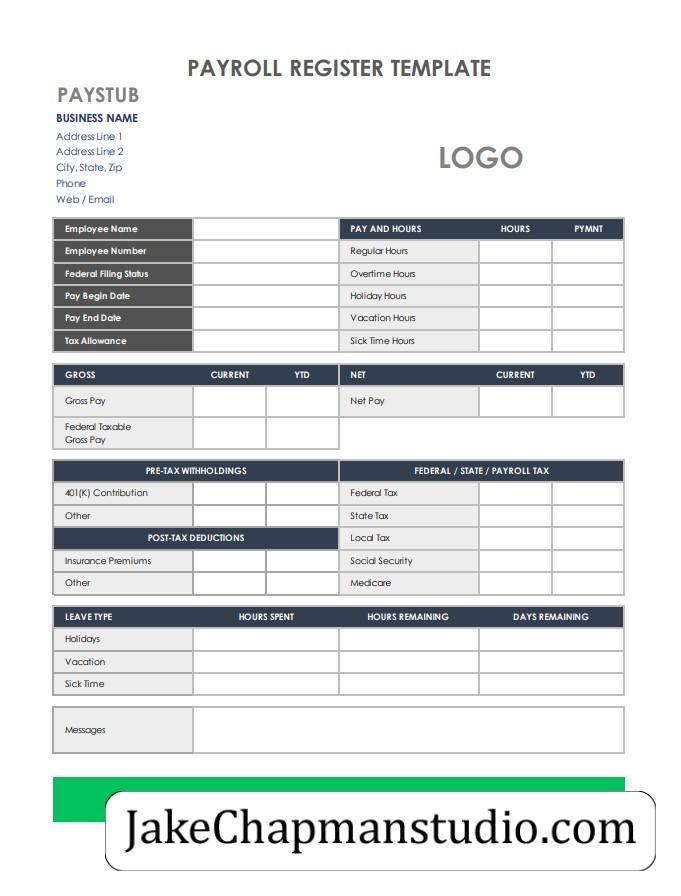 PAYROLL REGISTER TEMPLATE
PAYSTUB
BUSINESS NAME
Address Line 1
Address Line 2
City, State, Zip
Phone
Web / Email
LOGO
Employee Name
Employee Number
Federal Filing Status
Pay Begin Date
Pay End Date
Tax Allowance
PAY AND HOURS HOURS PYMNT
Regular Hours
Overtime Hours
Holiday Hours
Vacation Hours
Sick Time Hours
GROSS CURRENT YTD
Gross Pay
Federal Taxable
Gross Pay
NET CURRENT YTD
Net Pay
PRE-TAX WITHHOLDINGS
401(K) Contribution
Other
POST-TAX DEDUCTIONS
Insurance Premiums
Other
FEDERAL / STATE / PAYROLL TAX
Federal Tax
State Tax
Local Tax
Social Security
Medicare
LEAVE TYPE HOURS SPENT HOURS REMAINING DAYS REMAINING
Holidays
Vacation
Sick Time
Messages
JakeChapmanstudio.com